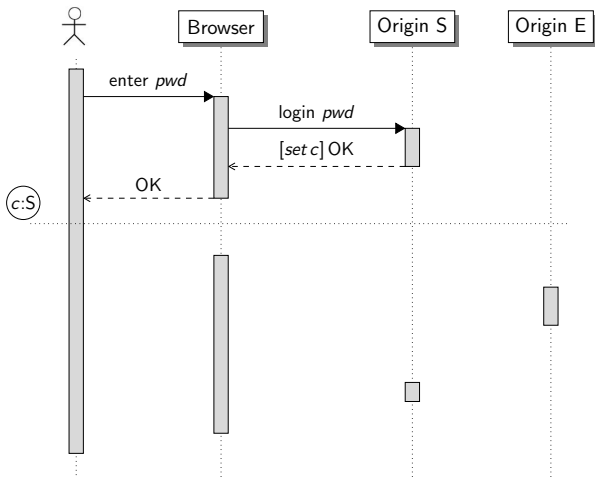 Browser
Origin S
Origin E
enter pwd
login pwd
[set c] OK
OK
c:S